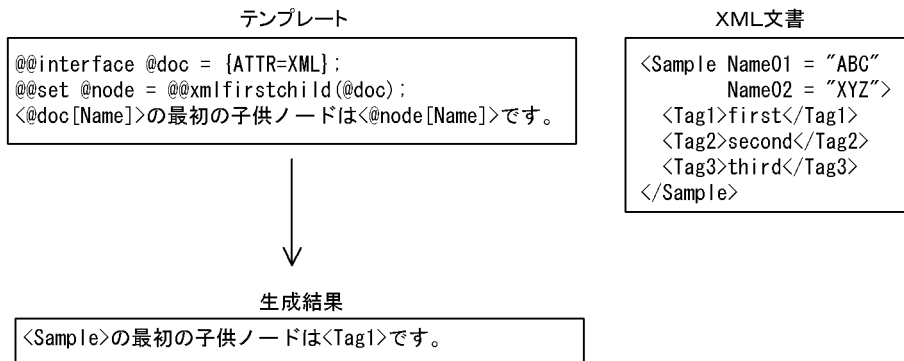 テンプレート
@@interface @doc = {ATTR=XML};
@@set @node = @@xmlfirstchild(@doc);
<@doc[Name]>の最初の子供ノードは<@node[Name]>です。
XML文書
<Sample Name01 = "ABC"
Name02 = "XYZ">
<Tag1>first</Tag1>
<Tag2>second</Tag2>
<Tag3>third</Tag3>
</Sample>
生成結果
<Sample>の最初の子供ノードは<Tag1>です。